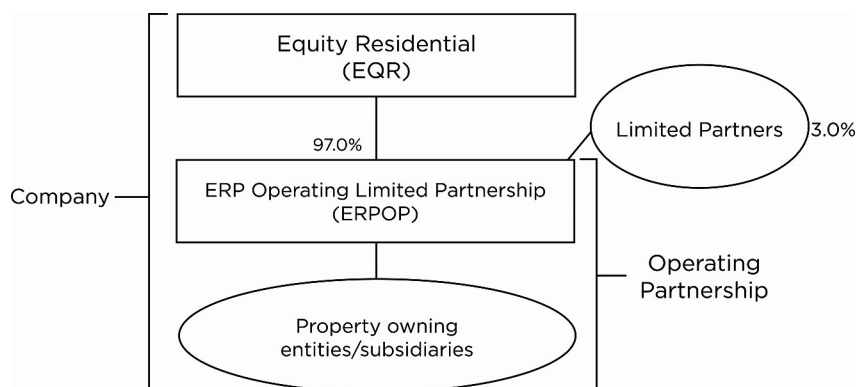 Equity Residential
(EQR)
Limited Partners
3.0%
97.0%
ERP Operating Limited Partnership
(ERPOP)
Company
Operating
Partnership
Property owning
entities/subsidiaries